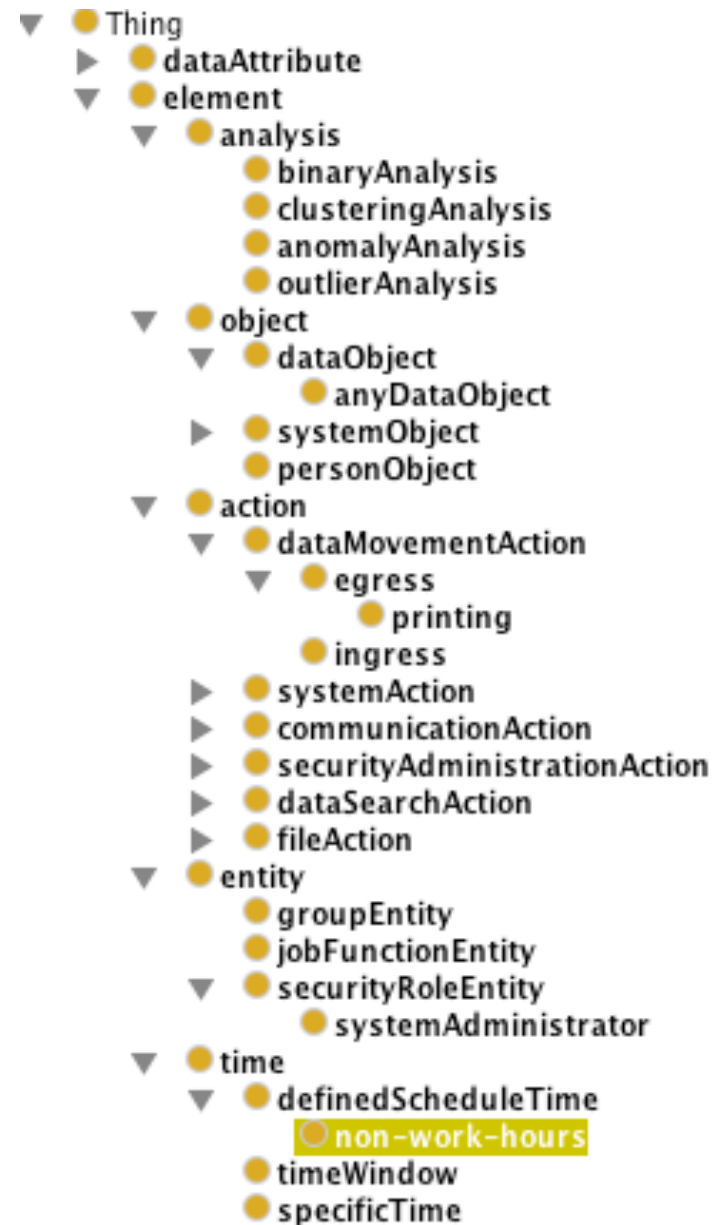 Thing
dataAttribute
element
analysis
binaryAnalysis
clusteringAnalysis
anomalyAnalysis
outlierAnalysis
object
dataObject
anyDataObject
systemObject
personObject
action
dataMovementAction
egress
printing
ingress
systemAction
communicationAction
securityAdministrationAction
dataSearchAction
fileAction
entity
groupEntity
jobFunctionEntity
securityRoleEntity
systemAdministrator
time
definedScheduleTime
non-work-hours
timeWindow
specificTime